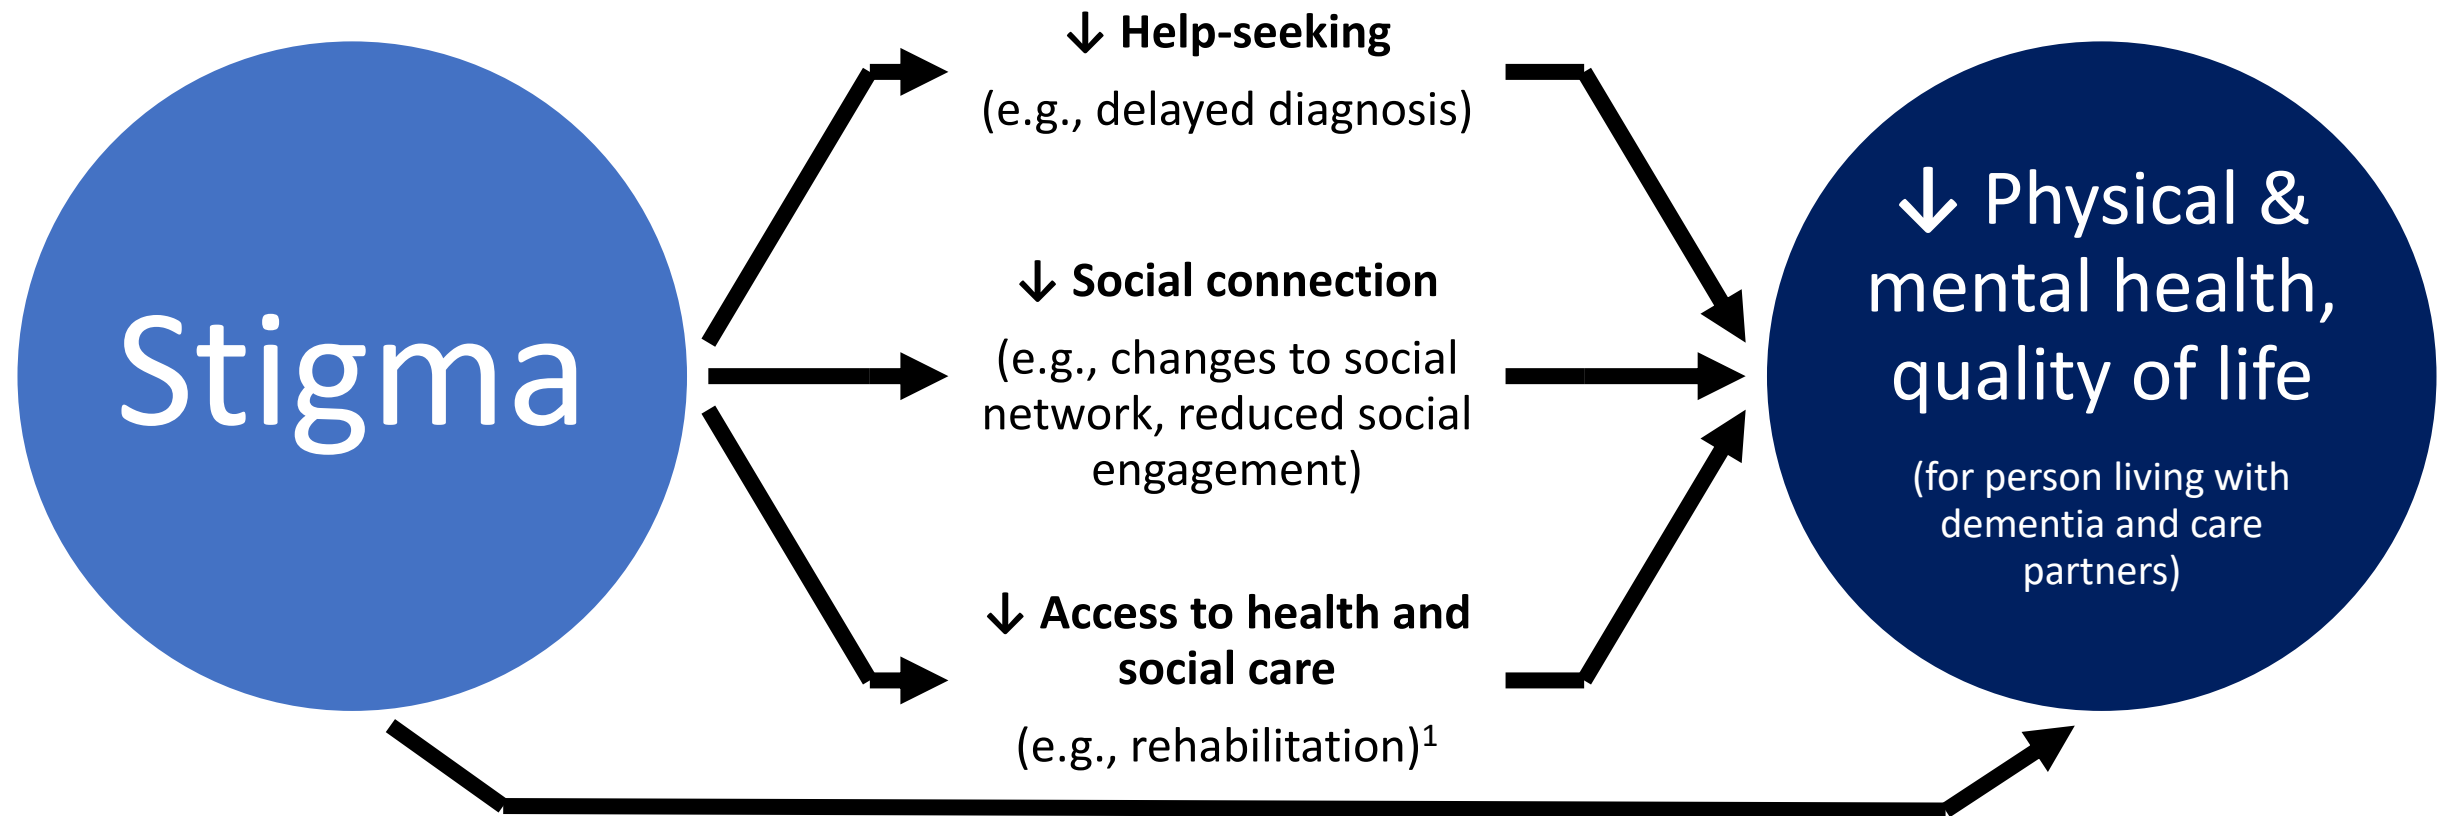 Stigma
↓ Help-seeking
(e.g., delayed diagnosis)
↓ Social connection
(e.g., changes to social
network, reduced social
engagement)
↓ Access to health and
social care
(e.g., rehabilitation)¹
↓ Physical &
mental health,
quality of life
(for person living with
dementia and care
partners)